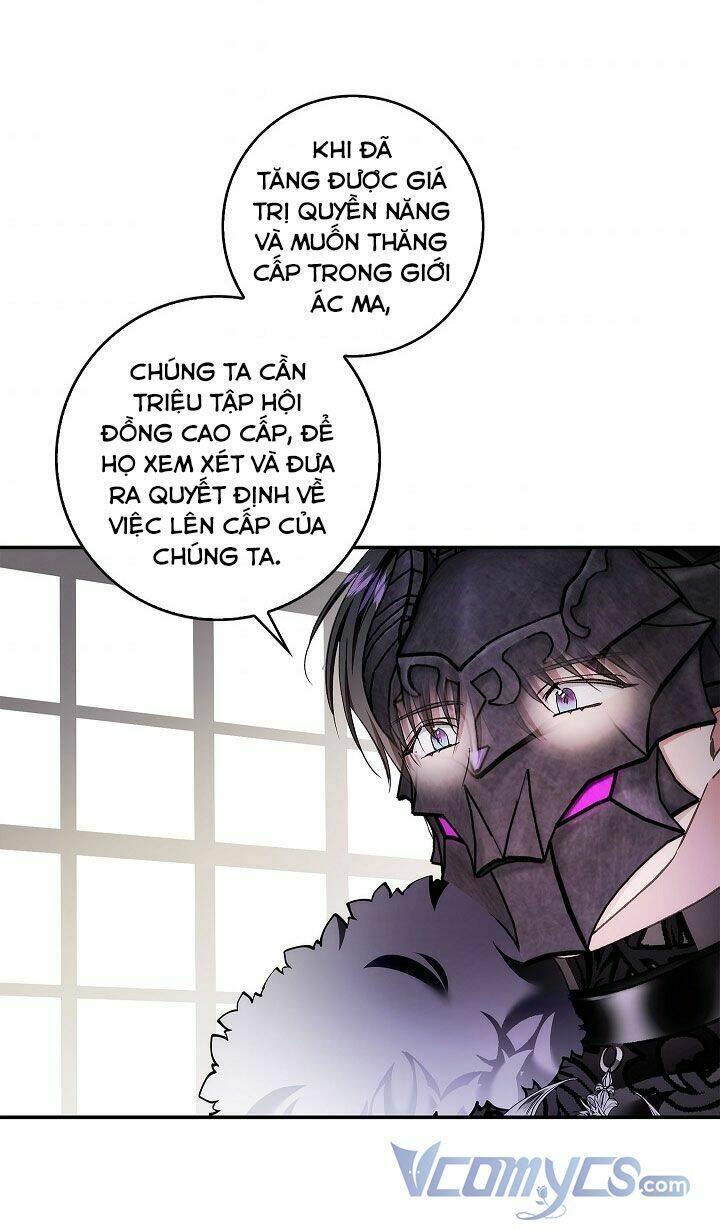 KHI ĐÃ
TĂNG ĐƯỢC GIÁ
TRỊ QUYỀN NĂNG
VÀ MUỐN THĂNG
CẤP TRONG GIỚI
ÁC MA,
CHÚNG TA CẦN
TRIỆU TẬP HỘI
ĐỒNG CAO CẤP, ĐỂ
HỌ XEM XÉT VÀ ĐƯA
RA QUYẾT ĐỊNH VỀ
VIỆC LÊN CẤP CỦA
CHÚNG TA.
VCOMYCS.com